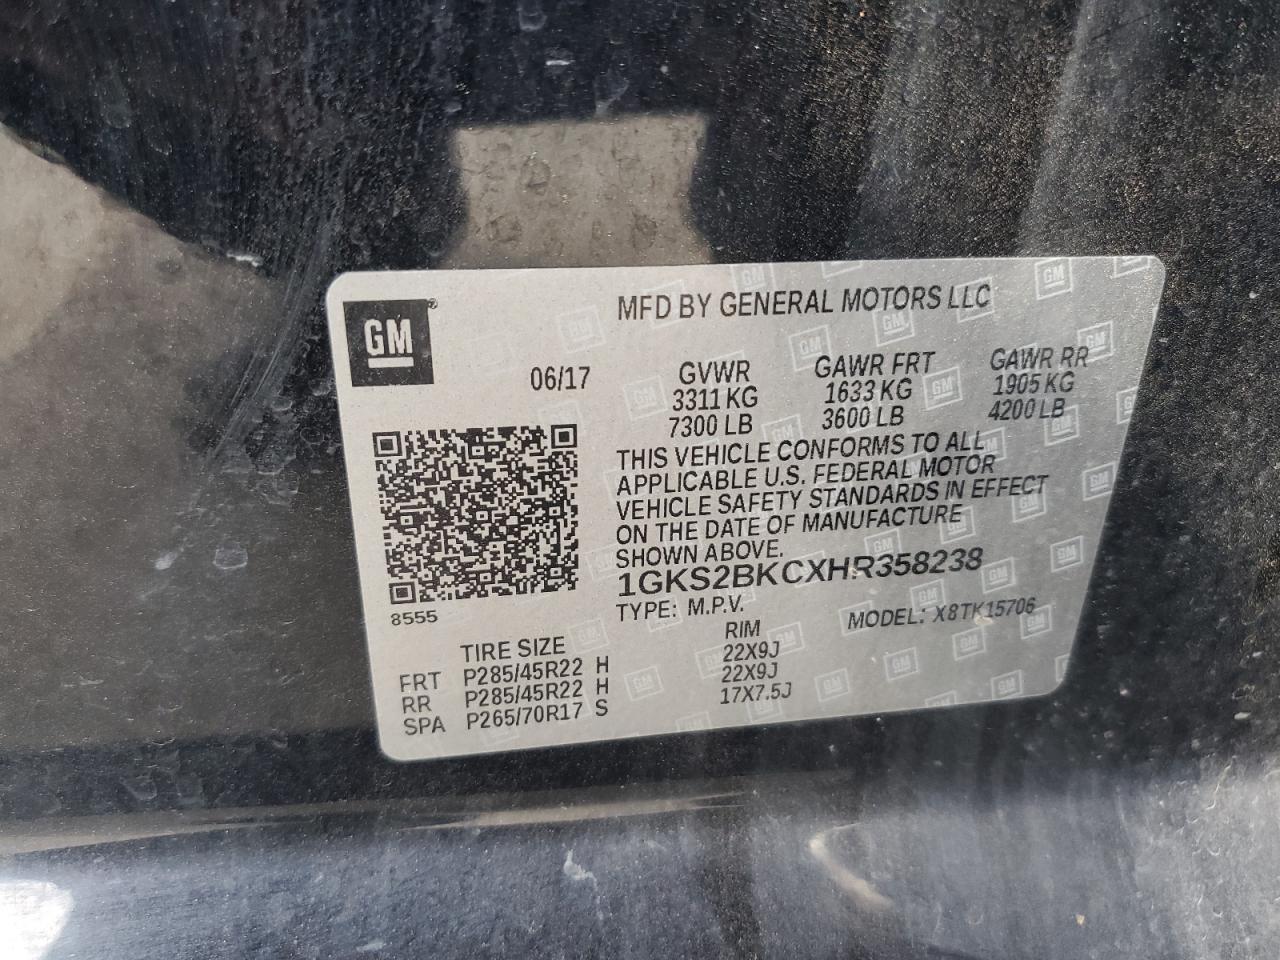 GM
MFD BY GENERAL MOTORS LLC
06/17
GVWR GAWR FRT GAWR RR
3311 KG 1633 KG 1905 KG
7300 LB 3600 LB 4200 LB
THIS VEHICLE CONFORMS TO ALL
APPLICABLE U.S. FEDERAL MOTOR
VEHICLE SAFETY STANDARDS IN EFFECT
ON THE DATE OF MANUFACTURE
SHOWN ABOVE.
1GKS2BKCXHR358238
8555
TYPE: M.P.V. MODEL: X8TK15706
TIRE SIZE RIM
FRT P285/45R22 H 22X9J
RR P285/45R22 H 22X9J
SPA P265/70R17 S 17X7.5J